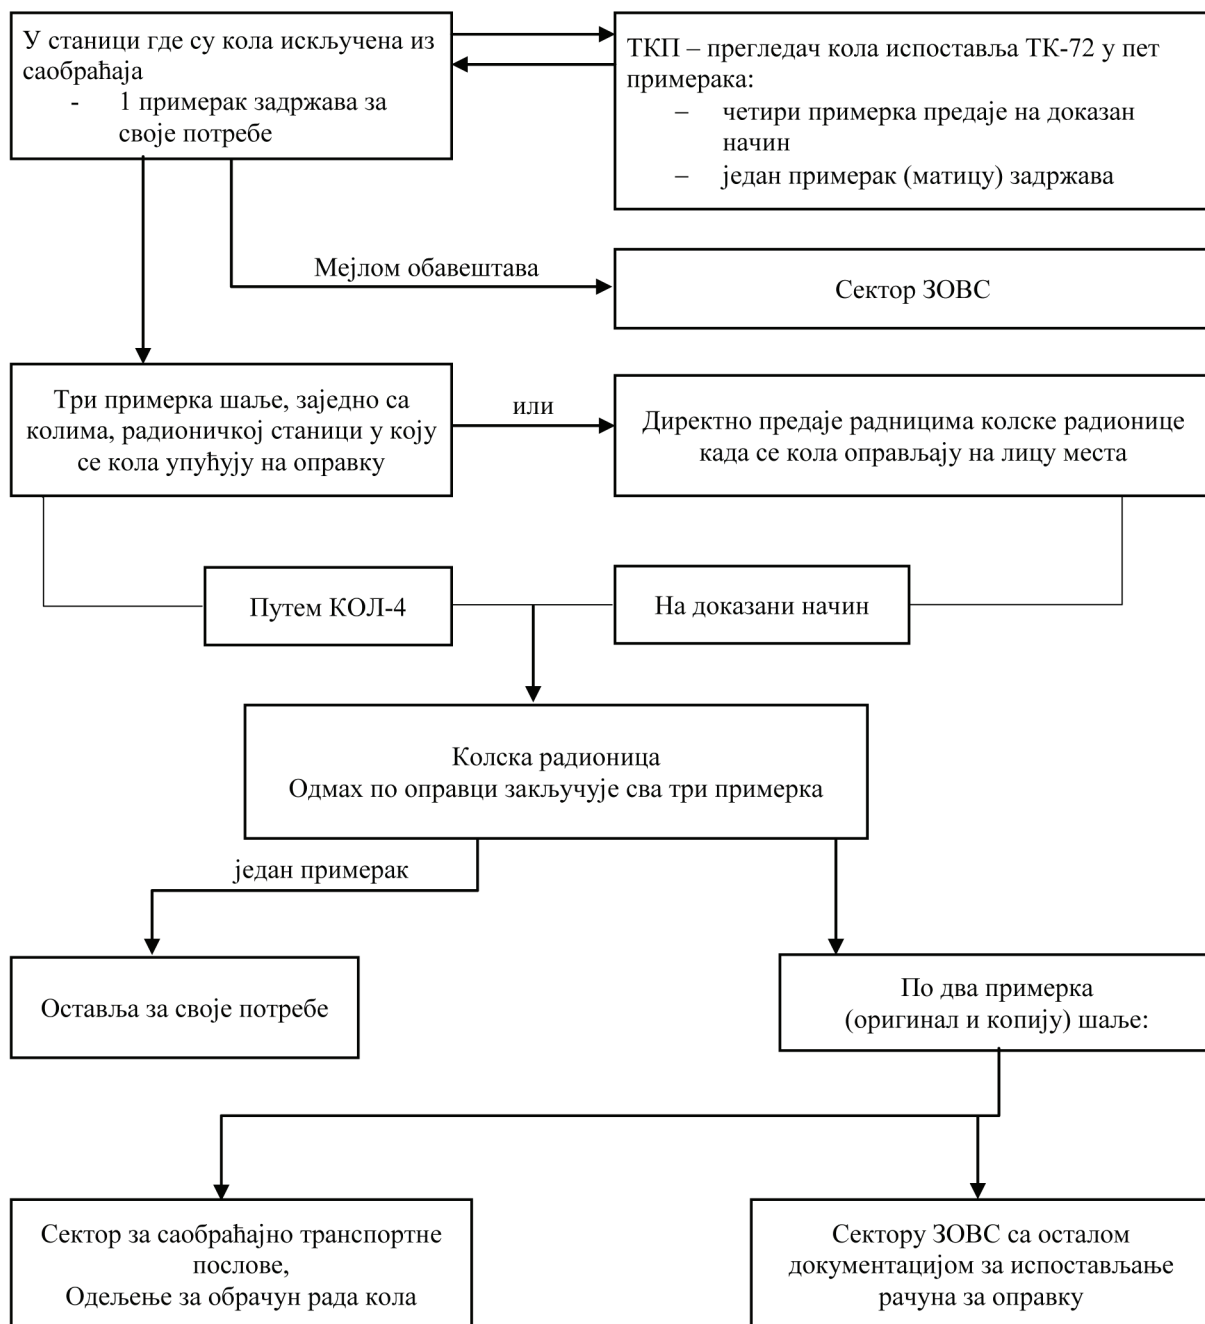 У станици где су кола искључена из
саобраћаја
- 1 примерак задржава за
своје потребе
ТКП – прегледач кола испоставља ТК-72 у пет
примерака:
– четири примерка предаје на доказан
начин
– један примерак (матицу) задржава
Мејлом обавештава
Сектор ЗОВС
Три примерка шаље, заједно са
колима, радионичкој станици у коју
се кола упућују на оправку
или
Директно предаје радницима колске радионице
када се кола оправљају на лицу места
Путем КОЛ-4
На доказани начин
Колска радионица
Одмах по оправци закључује сва три примерка
један примерак
Оставља за своје потребе
По два примерка
(оригинал и копију) шаље:
Сектор за саобраћајно транспортне
послове,
Одељење за обрачун рада кола
Сектору ЗОВС са осталом
документацијом за испостављање
рачуна за оправку